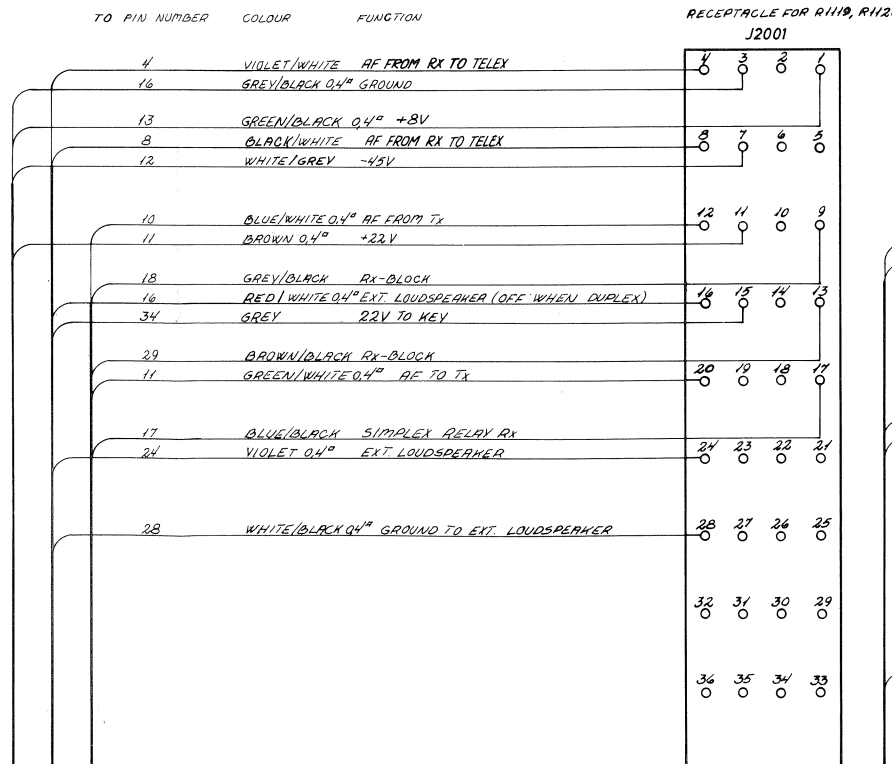 TO PIN NUMBER COLOUR FUNCTION
RECEPTACLE FOR R1119, R112
J2001
4 VIOLET/WHITE AF FROM RX TO TELEX
4 3 2 1
16 GREY/BLACK 0,4□ GROUND
13 GREEN/BLACK 0,4□ +8V
8 BLACK/WHITE AF FROM RX TO TELEX
8 7 6 5
12 WHITE/GREY -45V
10 BLUE/WHITE 0,4□ AF FROM Tx
12 11 10 9
11 BROWN 0,4□ +22V
18 GREY/BLACK Rx-BLOCK
16 RED/WHITE 0,4□ EXT. LOUDSPEAKER (OFF WHEN DUPLEX)
16 15 14 13
34 GREY 22V TO KEY
29 BROWN/BLACK Rx-BLOCK
11 GREEN/WHITE 0,4□ AF TO Tx
20 19 18 17
17 BLUE/BLACK SIMPLEX RELAY Rx
24 VIOLET 0,4□ EXT. LOUDSPEAKER
24 23 22 21
28 WHITE/BLACK 0,4□ GROUND TO EXT. LOUDSPEAKER
28 27 26 25
32 31 30 29
36 35 34 33